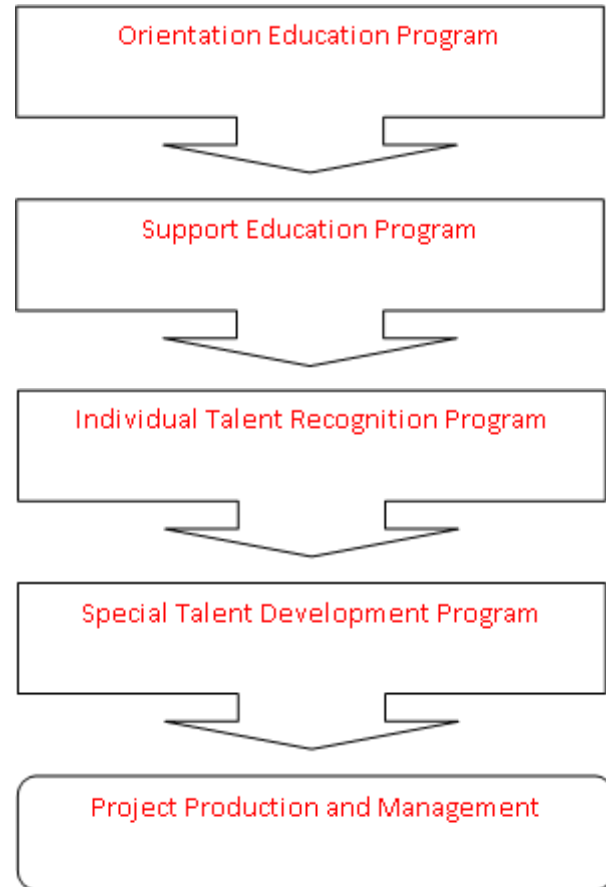 Orientation Education Program
Support Education Program
Individual Talent Recognition Program
Special Talent Development Program
Project Production and Management